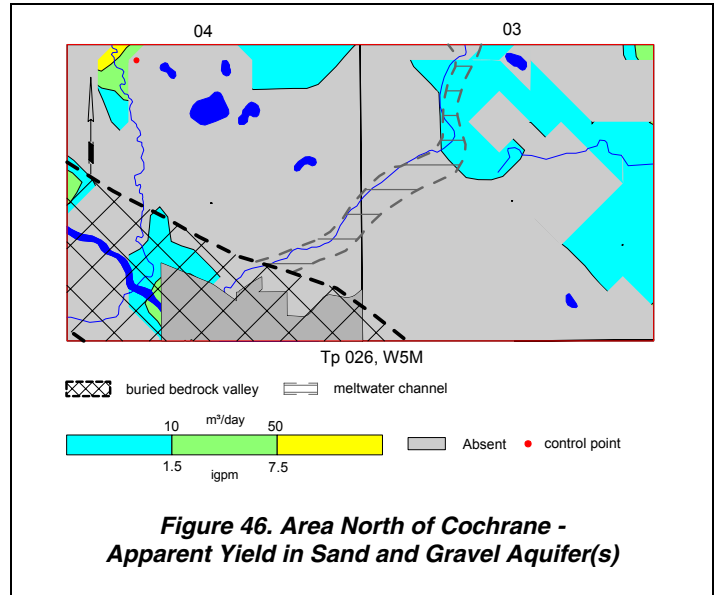 04 03
Tp 026, W5M
buried bedrock valley meltwater channel
10 m³/day 50
1.5 igpm 7.5
Absent control point
Figure 46. Area North of Cochrane -
Apparent Yield in Sand and Gravel Aquifer(s)